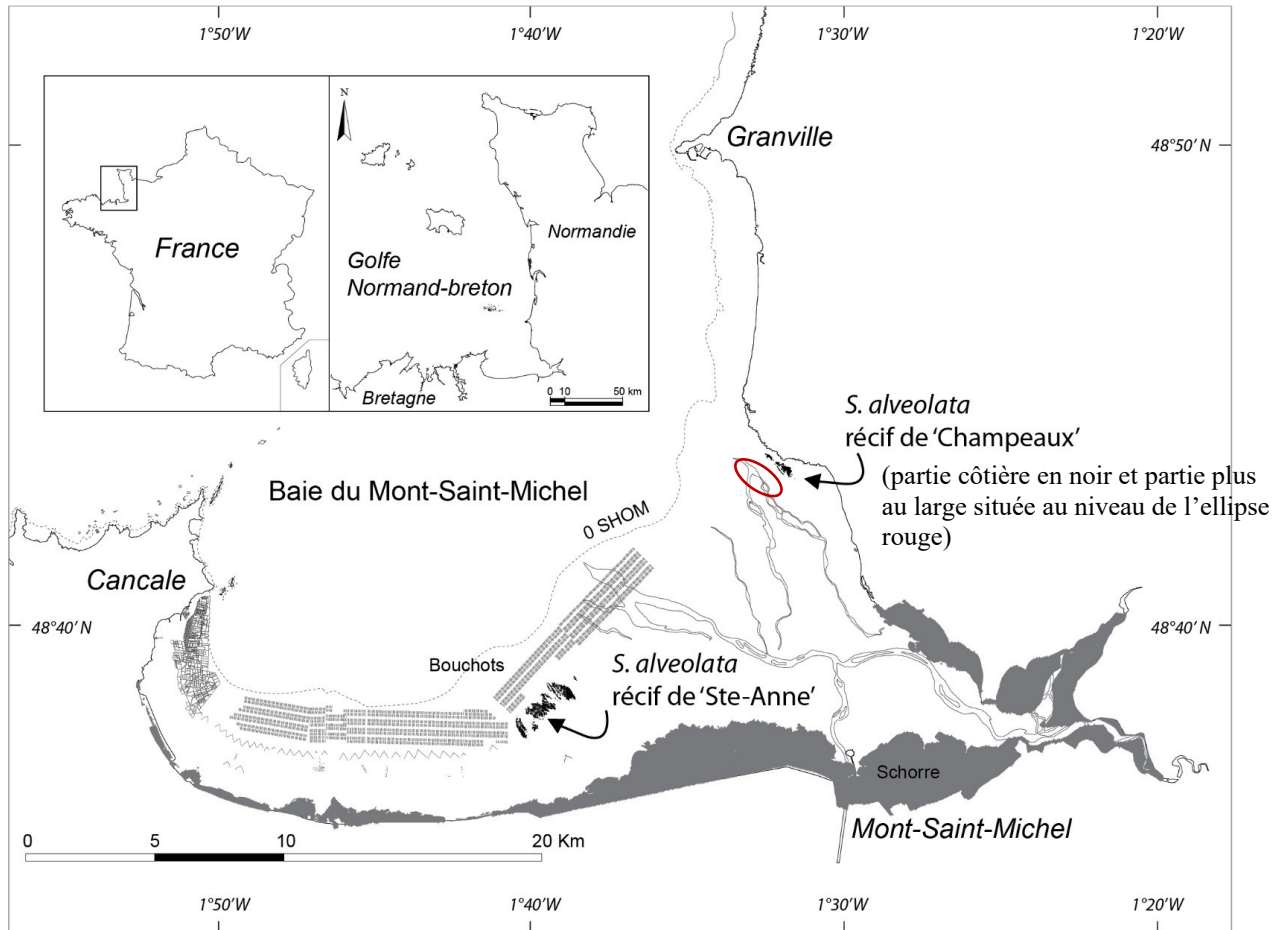 1°50'W
1°40'W
1°30'W
1°20'W
N
France
Golfe
Normand-breton
Normandie
Bretagne
0 10 50 km
Granville
48°50' N
S. alveolata
récif de 'Champeaux'
(partie côtière en noir et partie plus
au large située au niveau de l'ellipse
rouge)
Baie du Mont-Saint-Michel
0 SHOM
Cancale
48°40' N
48°40' N
Bouchots
S. alveolata
récif de 'Ste-Anne'
Schorre
Mont-Saint-Michel
0 5 10 20 Km
1°50'W
1°40'W
1°30'W
1°20'W